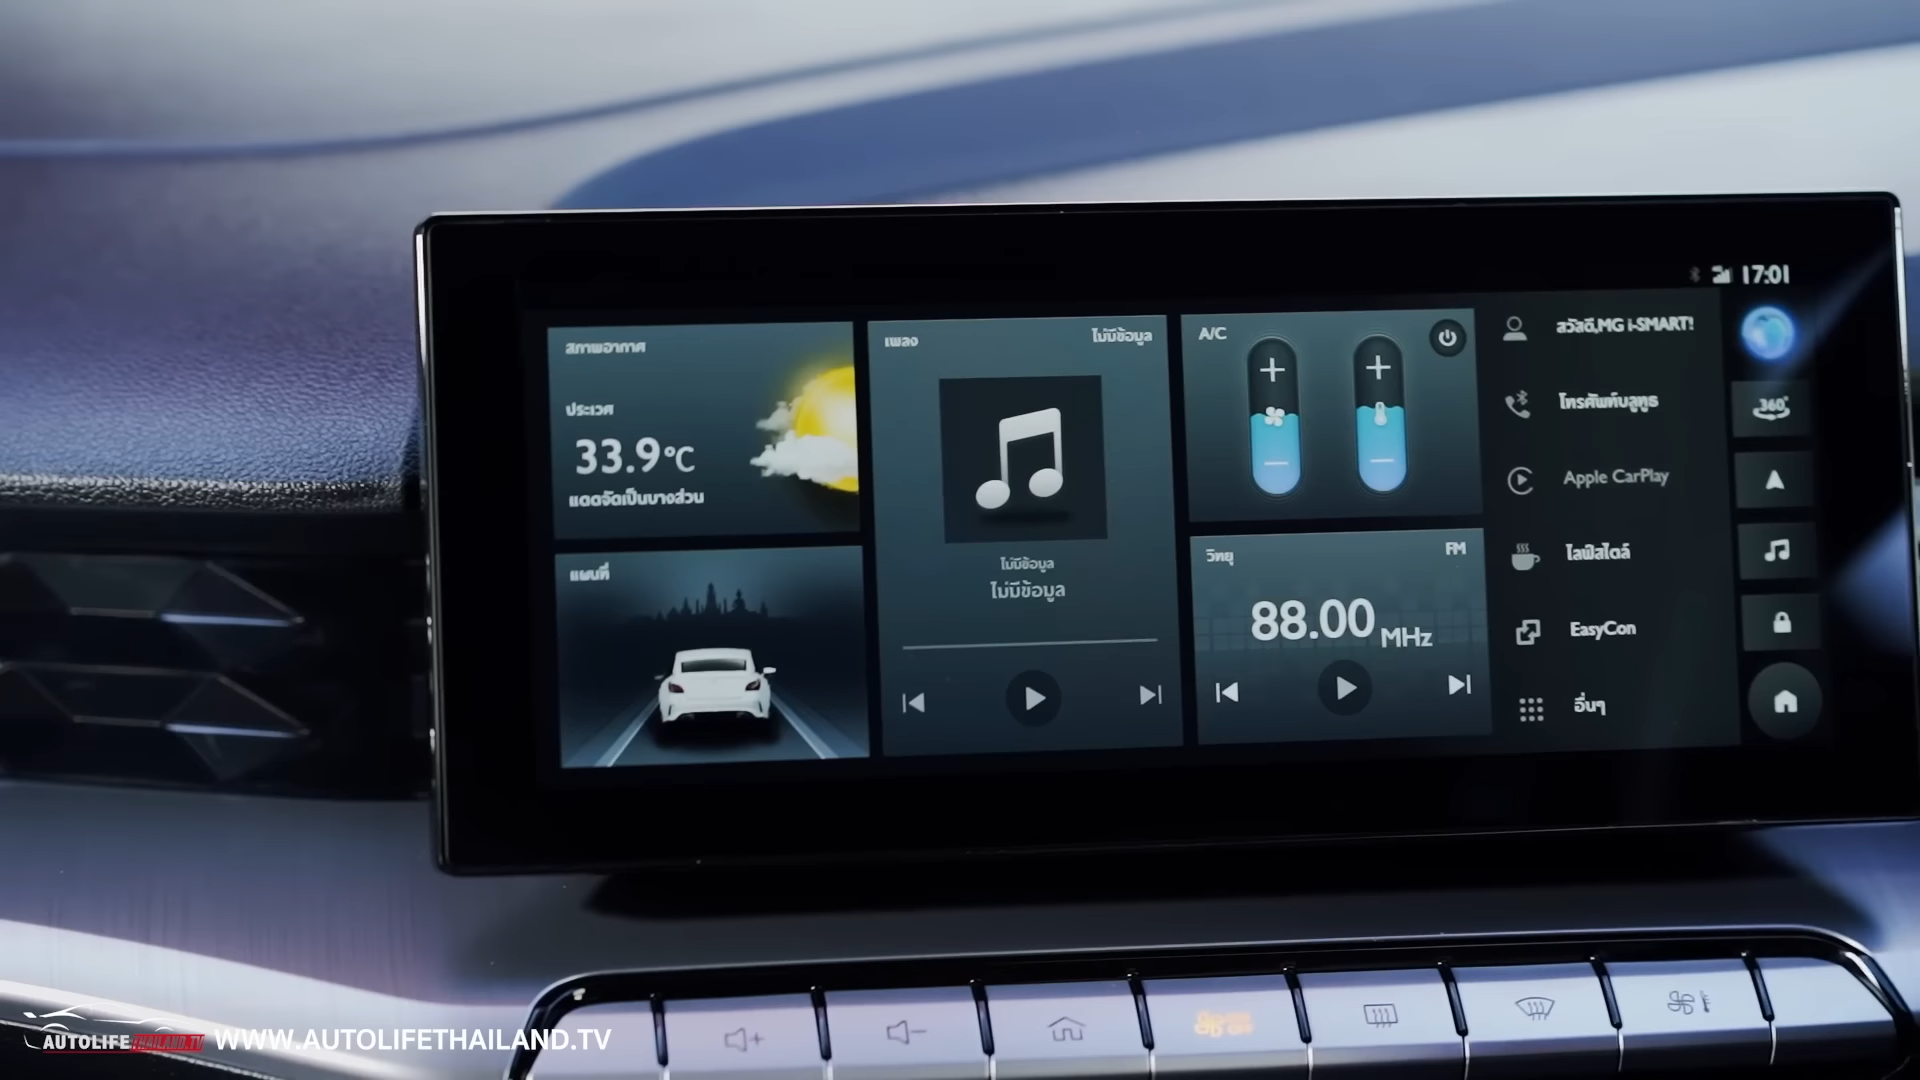 17:01
สภาพอากาศ
ประเวศ
33.9°C
แดดจัดเป็นบางส่วน
แผนที่
เพลง
ไม่มีข้อมูล
ไม่มีข้อมูล
ไม่มีข้อมูล
A/C
วิทยุ
FM
88.00 MHz
สวัสดี,MG i-SMART!
โทรศัพท์บลูทูธ
Apple CarPlay
ไลฟ์สไตล์
EasyCon
อื่นๆ
360°
OFF
AUTOLIFETHAILAND.TV
WWW.AUTOLIFETHAILAND.TV